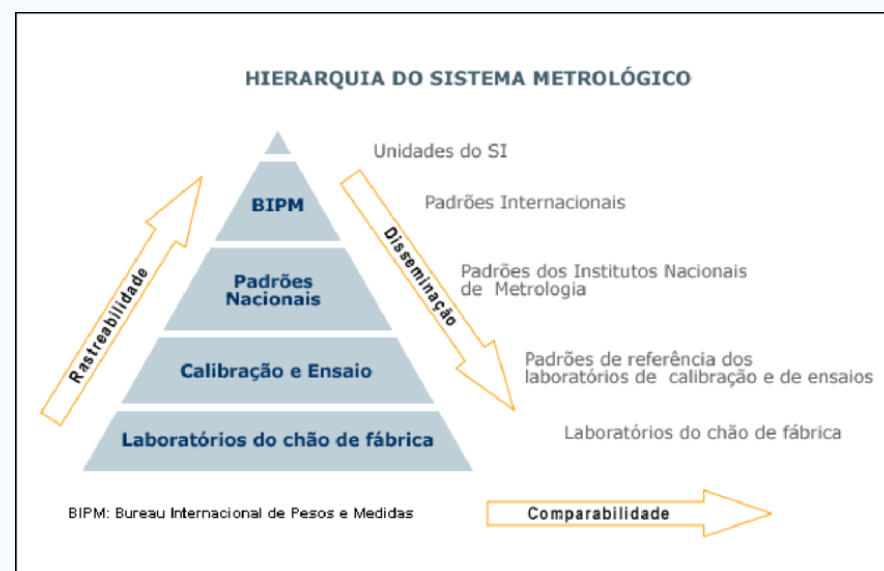 HIERARQUIA DO SISTEMA METROLÓGICO
Unidades do SI
BIPM
Padrões Internacionais
Rastreabilidade
Disseminação
Padrões
Nacionais
Padrões dos Institutos Nacionais
de Metrologia
Calibração e Ensaio
Padrões de referência dos
laboratórios de calibração e de ensaios
Laboratórios do chão de fábrica
Laboratórios do chão de fábrica
BIPM: Bureau Internacional de Pesos e Medidas
Comparabilidade